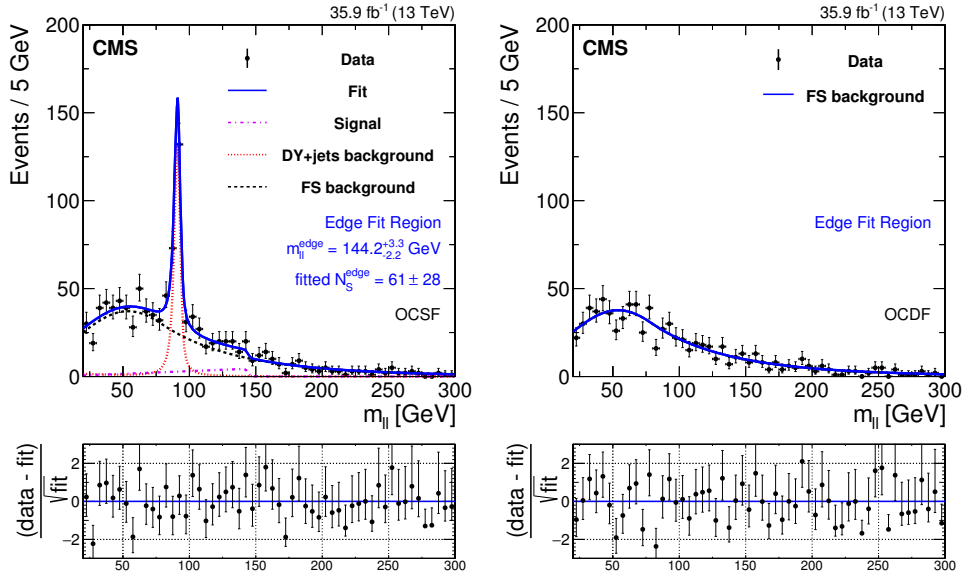 35.9 fb⁻¹ (13 TeV)
CMS
Data
Fit
Signal
DY+jets background
FS background
Edge Fit Region
m_ll^edge = 144.2^{+3.3}_{-2.2} GeV
fitted N_S^edge = 61 ± 28
OCSF
Events / 5 GeV
200
150
100
50
0
50 100 150 200 250 300
m_ll [GeV]
(data - fit)
√fit
2
0
−2
50 100 150 200 250 300
35.9 fb⁻¹ (13 TeV)
CMS
Data
FS background
Edge Fit Region
OCDF
Events / 5 GeV
200
150
100
50
0
50 100 150 200 250 300
m_ll [GeV]
(data - fit)
√fit
2
0
−2
50 100 150 200 250 300